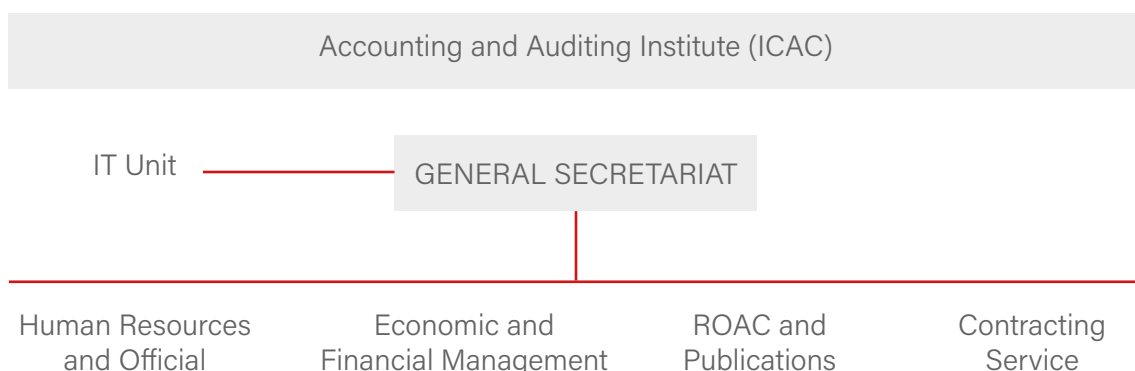 Accounting and Auditing Institute (ICAC)
IT Unit
GENERAL SECRETARIAT
Human Resources
and Official
Economic and
Financial Management
ROAC and
Publications
Contracting
Service